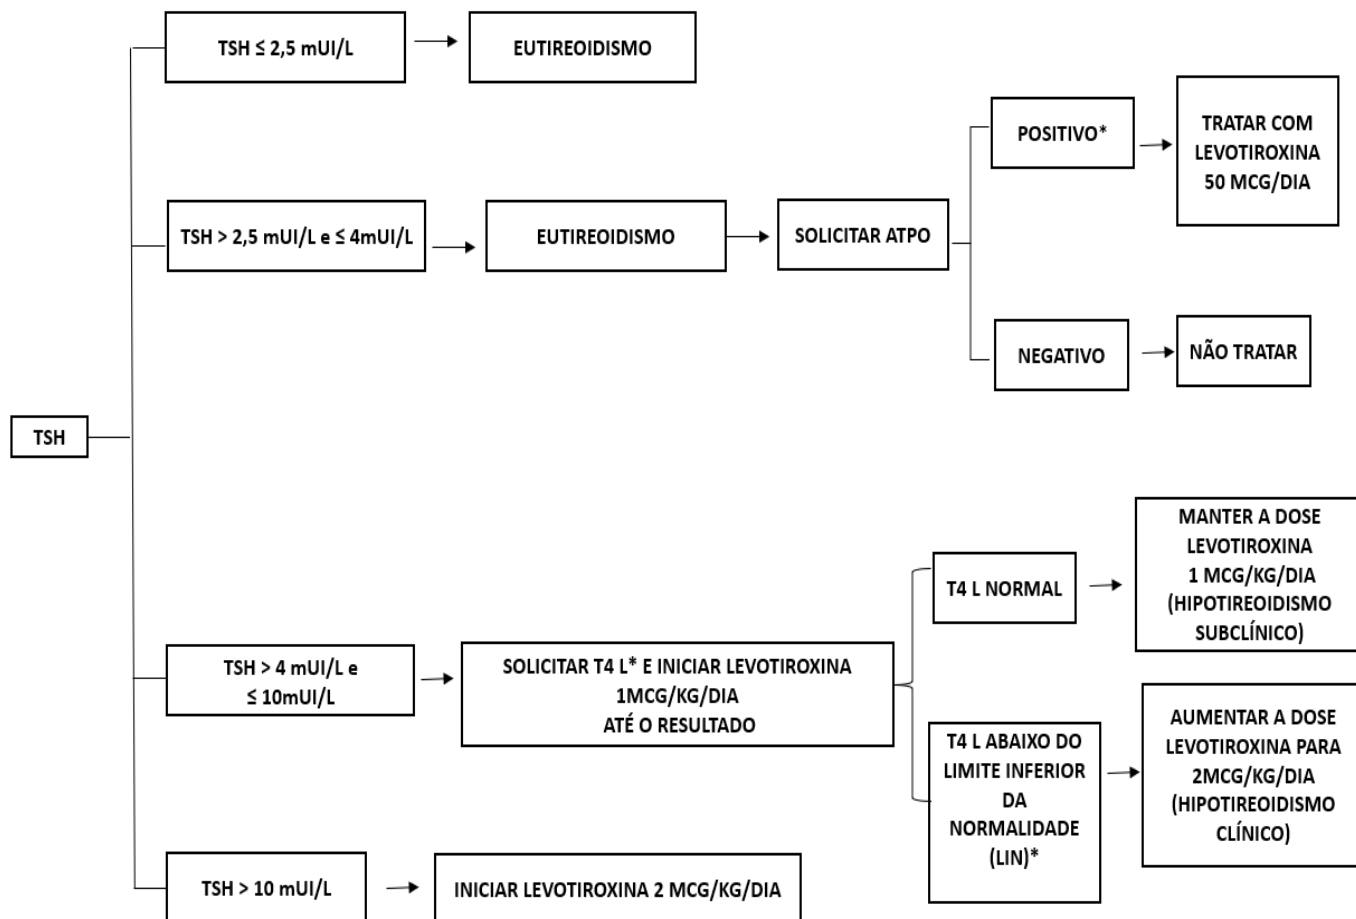 TSH
TSH ≤ 2,5 mUI/L
EUTIREOIDISMO
TSH > 2,5 mUI/L e ≤ 4mUI/L
EUTIREOIDISMO
SOLICITAR ATPO
POSITIVO*
TRATAR COM
LEVOTIROXINA
50 MCG/DIA
NEGATIVO
NÃO TRATAR
TSH > 4 mUI/L e
≤ 10mUI/L
SOLICITAR T4 L* E INICIAR LEVOTIROXINA
1MCG/KG/DIA
ATÉ O RESULTADO
T4 L NORMAL
MANTER A DOSE
LEVOTIROXINA
1 MCG/KG/DIA
(HIPOTIREOIDISMO
SUBCLÍNICO)
T4 L ABAIXO DO
LIMITE INFERIOR
DA
NORMALIDADE
(LIN)*
AUMENTAR A DOSE
LEVOTIROXINA PARA
2MCG/KG/DIA
(HIPOTIREOIDISMO
CLÍNICO)
TSH > 10 mUI/L
INICIAR LEVOTIROXINA 2 MCG/KG/DIA